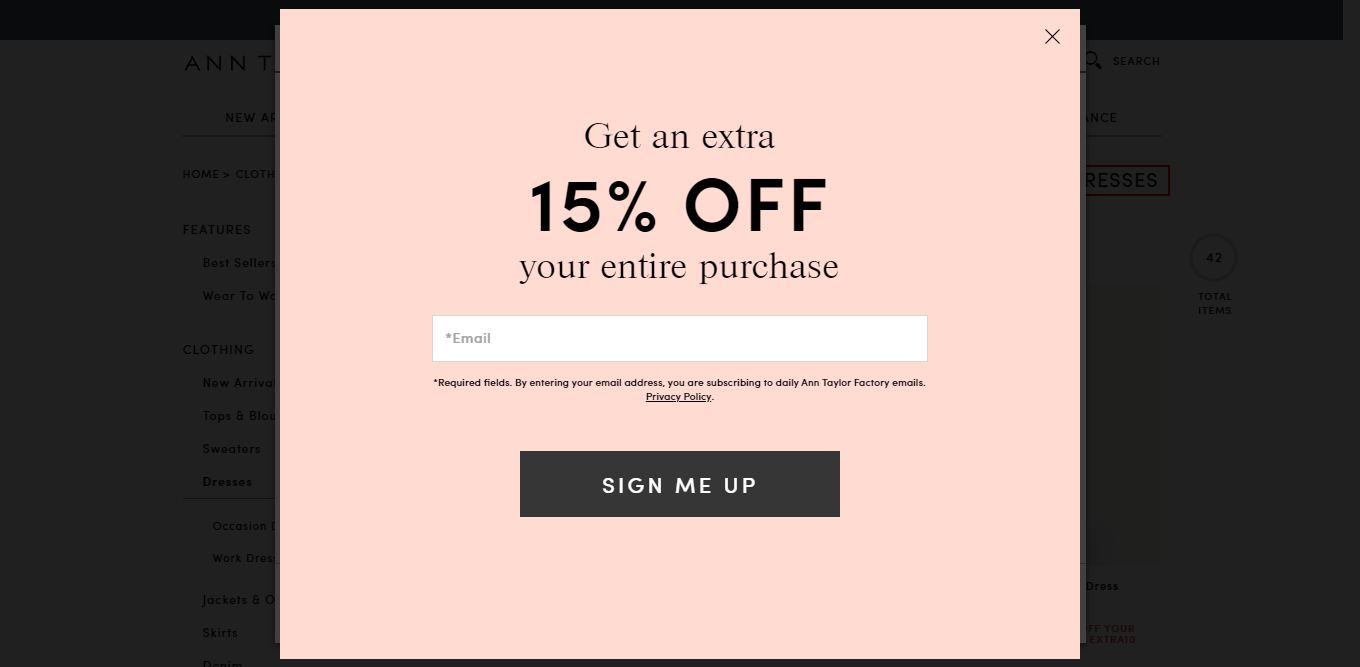 ANN T
SEARCH
NEW AR
ANCE
HOME > CLOTH
RESSES
FEATURES
Best Sellers
Wear To Wo
CLOTHING
New Arrival
Tops & Blou
Sweaters
Dresses
Occasion D
Work Dress
Jackets & O
Skirts
Denim
Get an extra
15% OFF
your entire purchase
*Email
*Required fields. By entering your email address, you are subscribing to daily Ann Taylor Factory emails.
Privacy Policy.
SIGN ME UP
42
TOTAL
ITEMS
Dress
FF YOUR
EXTRA10